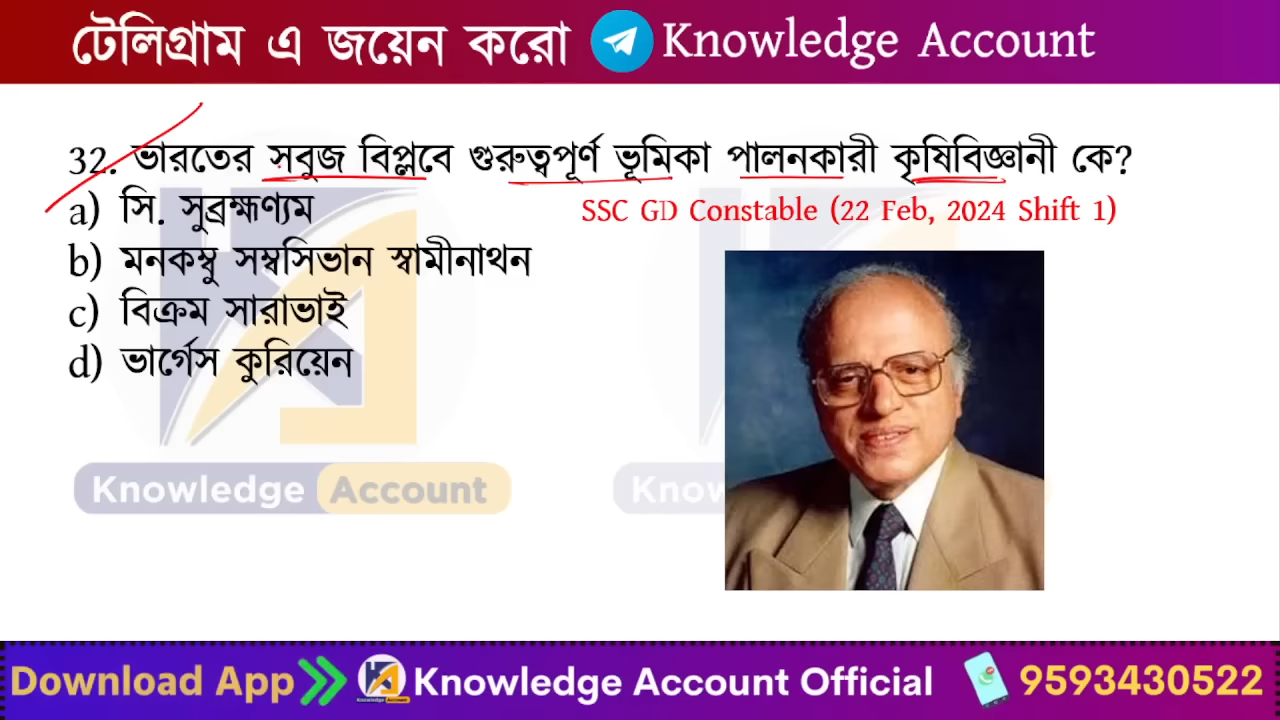 টেলিগ্রাম এ জয়েন করো Knowledge Account
32. ভারতের সবুজ বিপ্লবে গুরুত্বপূর্ণ ভূমিকা পালনকারী কৃষিবিজ্ঞানী কে?
a) সি. সুব্রহ্মণ্যম
SSC GD Constable (22 Feb, 2024 Shift 1)
b) মনকম্বু সম্বসিভান স্বামীনাথন
c) বিক্রম সারাভাই
d) ভার্গেস কুরিয়েন
Knowledge Account
Know
Download App Knowledge Account Official 9593430522